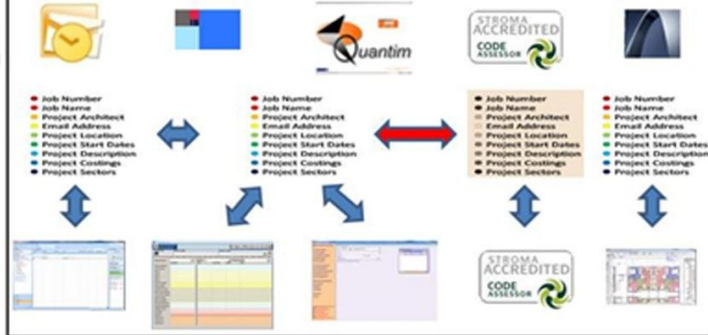 Quantim
STROMA
ACCREDITED
CODE
ASSESSOR
Job Number
Job Name
Project Architect
Email Address
Project Location
Project Start Dates
Project Description
Project Costings
Project Sectors
Job Number
Job Name
Project Architect
Email Address
Project Location
Project Start Dates
Project Description
Project Costings
Project Sectors
Job Number
Job Name
Project Architect
Email Address
Project Location
Project Start Dates
Project Description
Project Costings
Project Sectors
Job Number
Job Name
Project Architect
Email Address
Project Location
Project Start Dates
Project Description
Project Costings
Project Sectors
STROMA
ACCREDITED
CODE
ASSESSOR